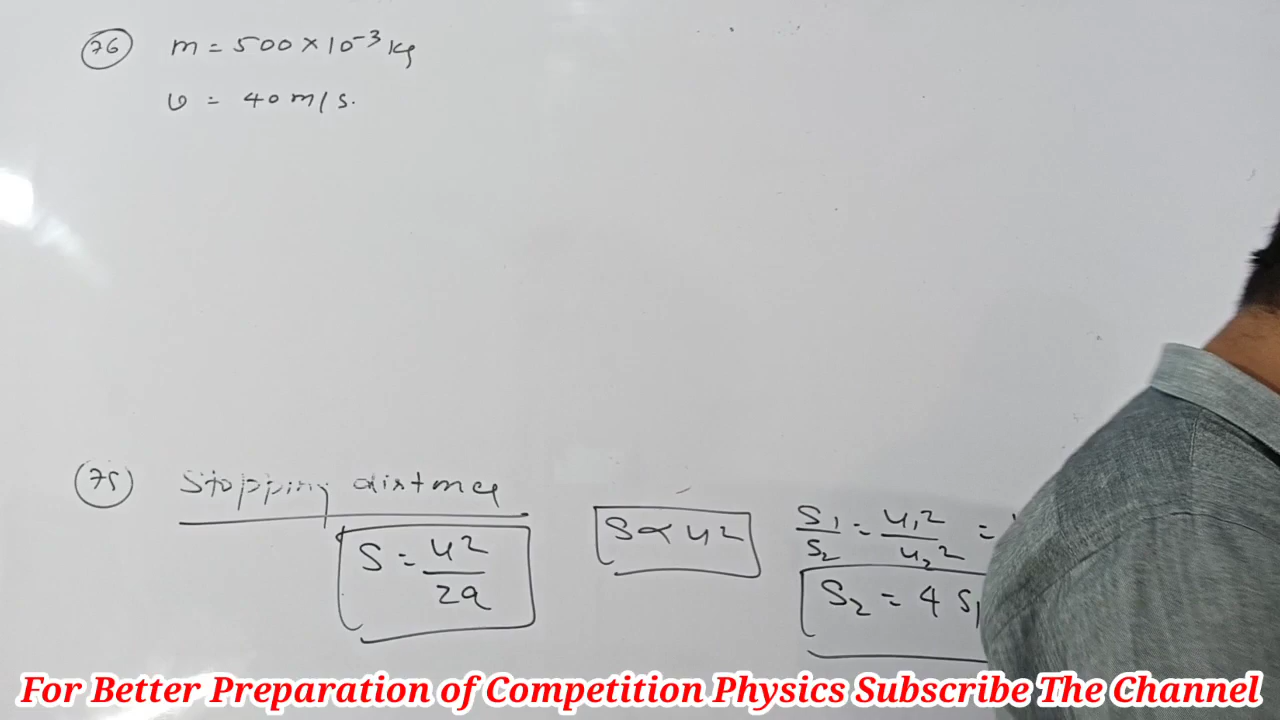 76 m = 500 × 10⁻³ kg
v = 40 m/s.
75 Stopping distance
S = u²/2a
S ∝ u²
S₁/S₂ = u₁²/u₂² =
S₂ = 4 S₁
For Better Preparation of Competition Physics Subscribe The Channel